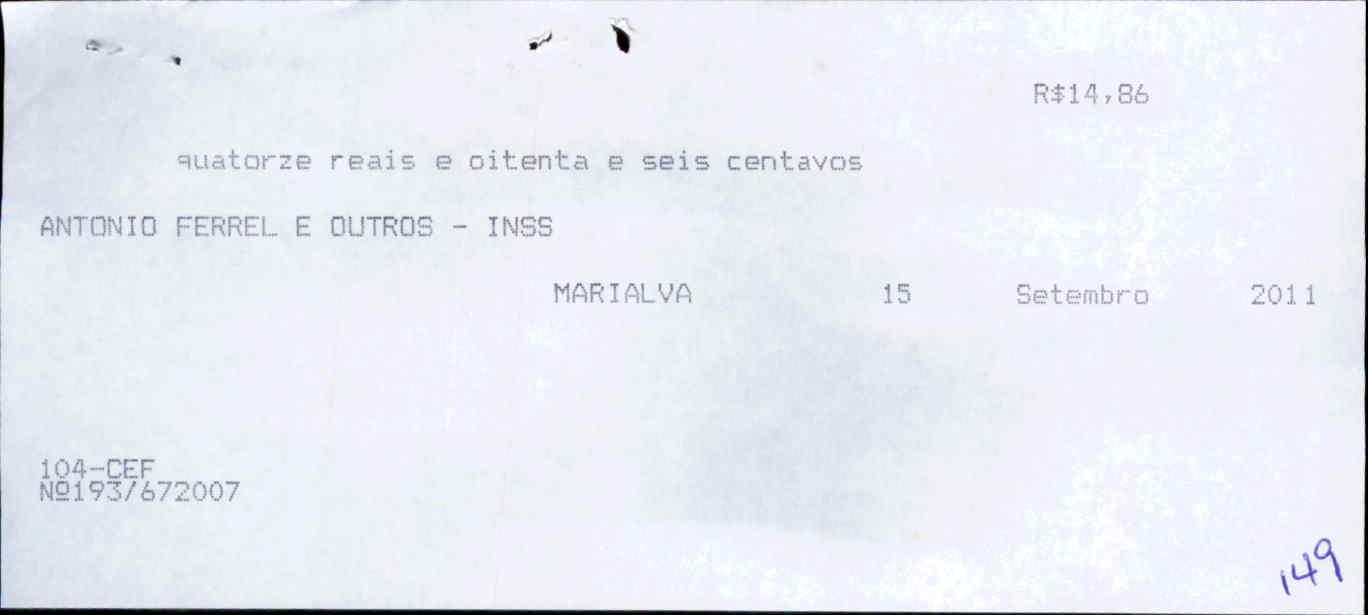 R$14,86
quatorze reais e oitenta e seis centavos
ANTONIO FERREL E OUTROS - INSS
MARIALVA 15 Setembro 2011
104-CEF
Nº193/672007
149